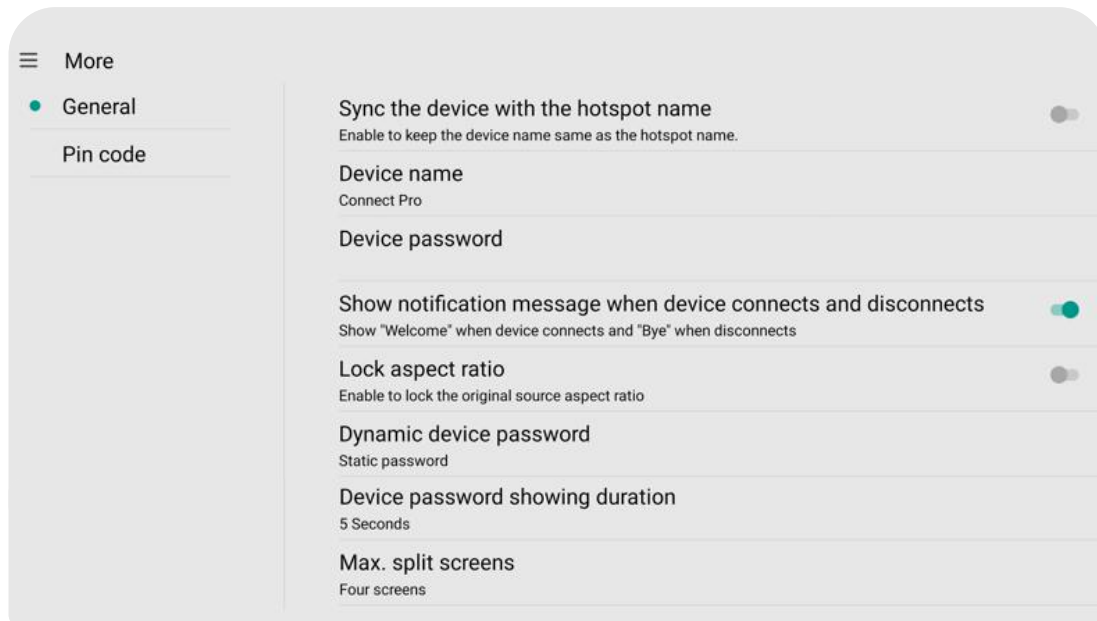 More
General
Pin code
Sync the device with the hotspot name
Enable to keep the device name same as the hotspot name.
Device name
Connect Pro
Device password
Show notification message when device connects and disconnects
Show "Welcome" when device connects and "Bye" when disconnects
Lock aspect ratio
Enable to lock the original source aspect ratio
Dynamic device password
Static password
Device password showing duration
5 Seconds
Max. split screens
Four screens